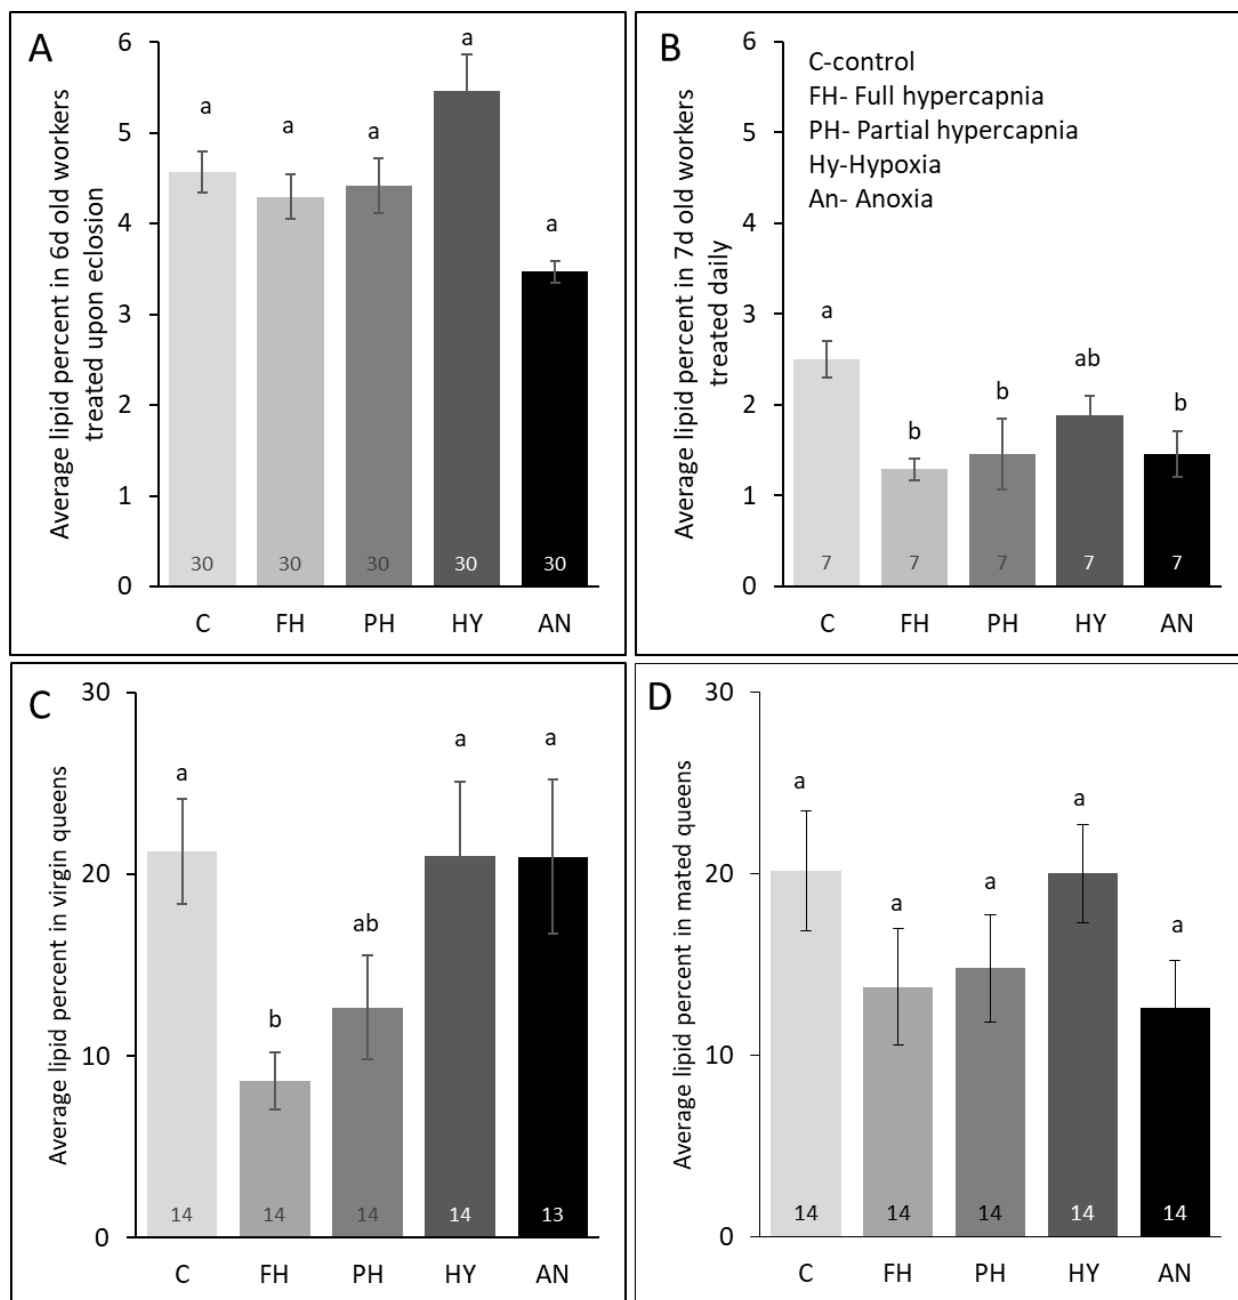 A
Average lipid percent in 6d old workers
treated upon eclosion
6
5
4
3
2
1
0
a
a
a
a
a
30
30
30
30
30
C
FH
PH
HY
AN
B
Average lipid percent in 7d old workers
treated daily
6
5
4
3
2
1
0
C-control
FH- Full hypercapnia
PH- Partial hypercapnia
Hy-Hypoxia
An- Anoxia
a
b
b
ab
b
7
7
7
7
7
C
FH
PH
HY
AN
C
Average lipid percent in virgin queens
30
20
10
0
a
b
ab
a
a
14
14
14
14
13
C
FH
PH
HY
AN
D
Average lipid percent in mated queens
30
20
10
0
a
a
a
a
a
14
14
14
14
14
C
FH
PH
HY
AN